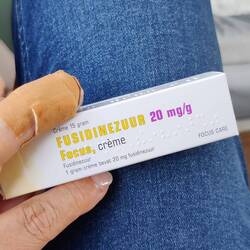 Crème 15 gram
FUSIDINEZUUR 20 mg/g
Focus, crème
Fusidinezuur
1 gram crème bevat 20 mg fusidinezuur
FOCUS CARE